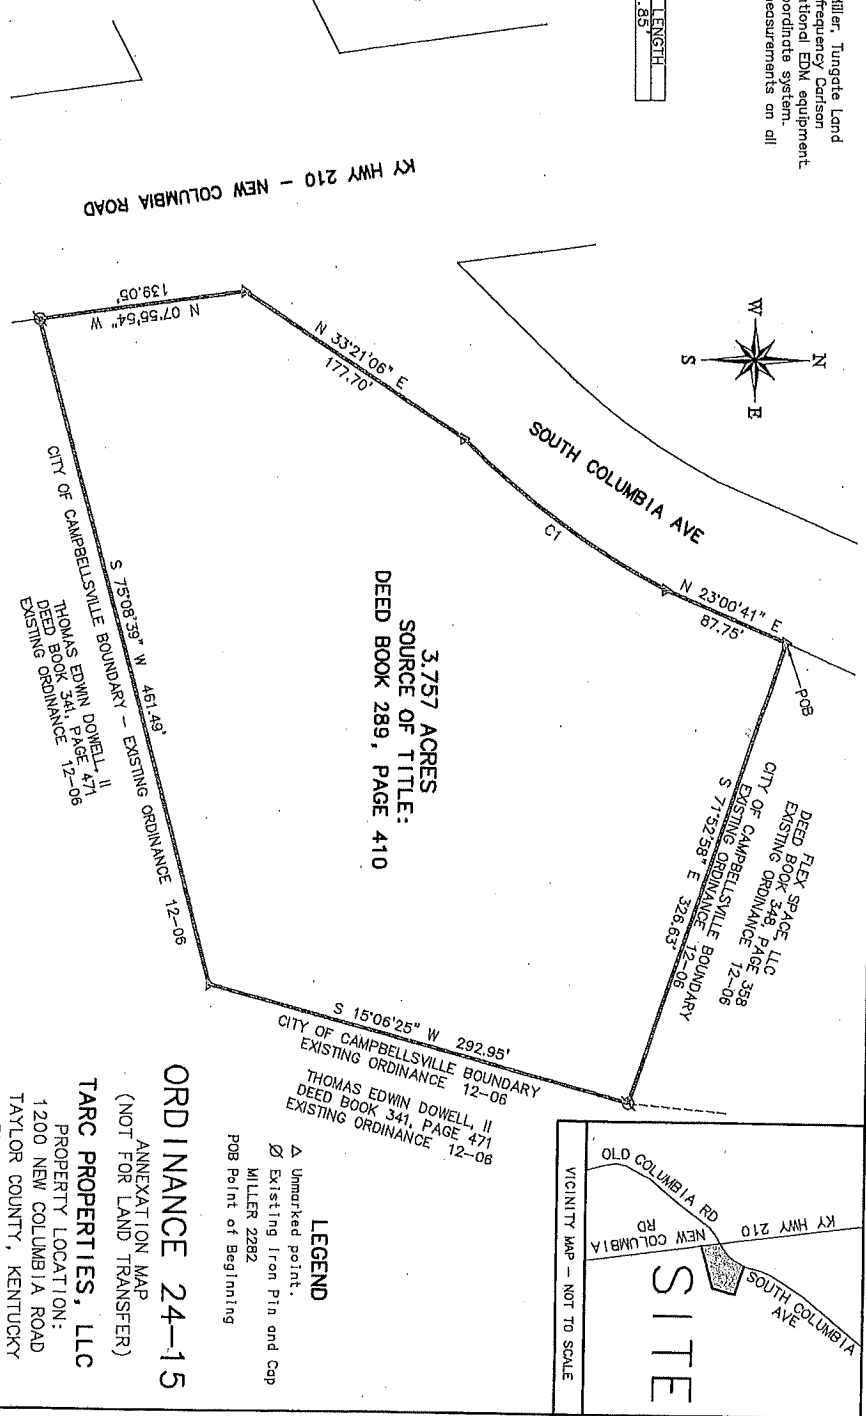 Miller, Tungate Land
frequency Carlson
ational EDM equipment
oordinate system.
easurements on all
LENGTH
.85'
KY HWY 210 - NEW COLUMBIA ROAD
N
W
E
S
SOUTH COLUMBIA AVE
C1
N 23°00'41" E
87.75'
POB
N 33°21'06" E
177.70'
N 07°55'54" W
139.05'
DEED FLEX SPACE, LLC
DEED BOOK 348, PAGE 358
EXISTING ORDINANCE 12-06
CITY OF CAMPBELLSVILLE BOUNDARY
EXISTING ORDINANCE 12-06
S 71°52'58" E 326.63'
3.757 ACRES
SOURCE OF TITLE:
DEED BOOK 289, PAGE 410
S 75°08'39" W 461.49'
CITY OF CAMPBELLSVILLE BOUNDARY - EXISTING ORDINANCE 12-06
THOMAS EDWIN DOWELL, II
DEED BOOK 341, PAGE 471
EXISTING ORDINANCE 12-06
S 15°06'25" W 292.95'
CITY OF CAMPBELLSVILLE BOUNDARY
EXISTING ORDINANCE 12-06
THOMAS EDWIN DOWELL, II
DEED BOOK 341, PAGE 471
EXISTING ORDINANCE 12-06
OLD COLUMBIA RD
KY HWY 210
NEW COLUMBIA
RD
SOUTH COLUMBIA
AVE
SITE
VICINITY MAP - NOT TO SCALE
LEGEND
△ Unmarked point.
Ø Existing Iron Pin and Cap
MILLER 2282
POB Point of Beginning
ORDINANCE 24-15
ANNEXATION MAP
(NOT FOR LAND TRANSFER)
TARC PROPERTIES, LLC
PROPERTY LOCATION:
1200 NEW COLUMBIA ROAD
TAYLOR COUNTY, KENTUCKY